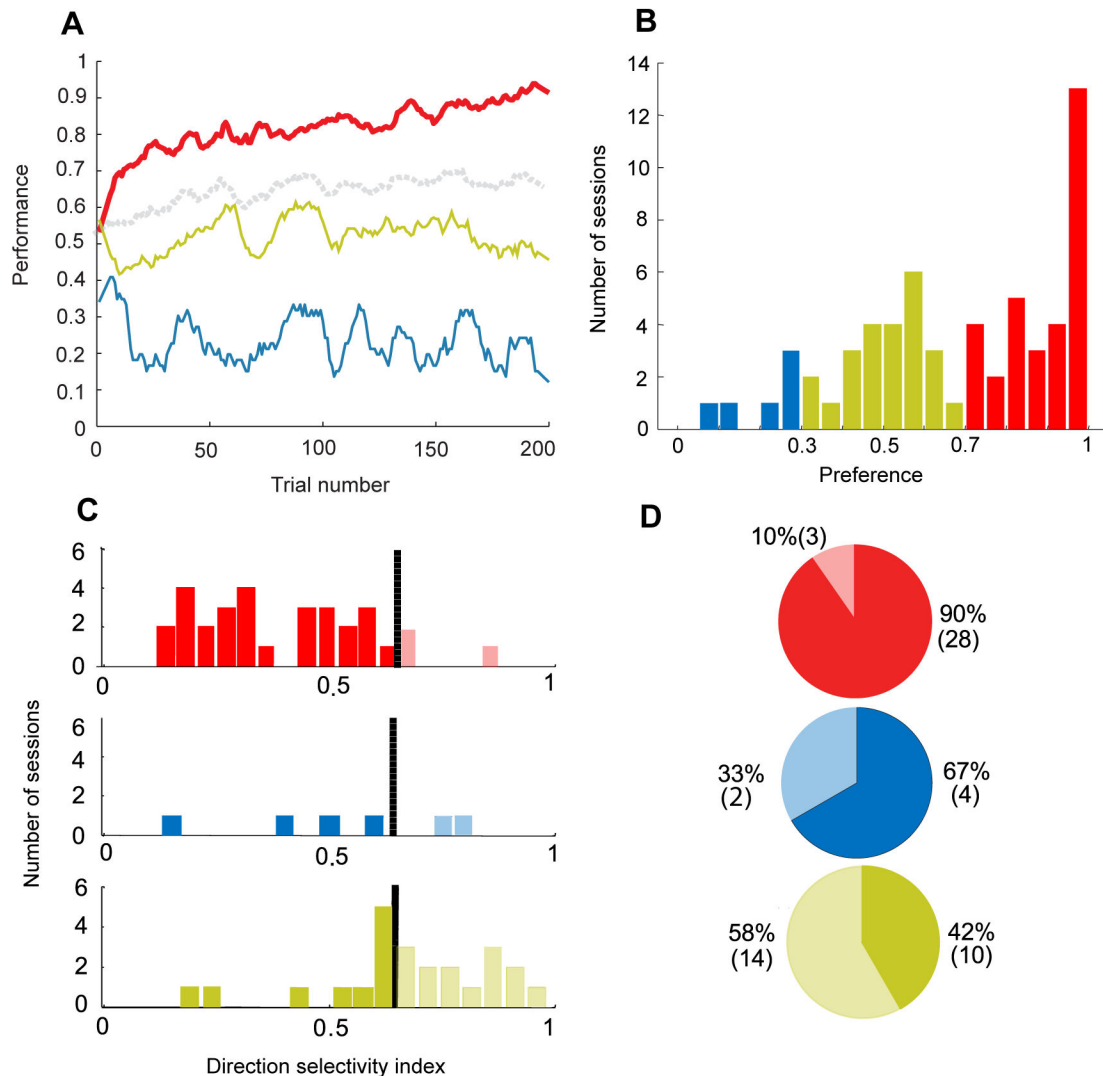 A
1
0.9
0.8
0.7
0.6
0.5
0.4
0.3
0.2
0.1
0
Performance
0 50 100 150 200
Trial number
B
14
12
10
8
6
4
2
0
Number of sessions
0 0.3 0.5 0.7 1
Preference
C
6
4
2
0
0 0.5 1
6
4
2
0
0 0.5 1
6
4
2
0
0 0.5 1
Number of sessions
Direction selectivity index
D
10%(3)
90%
(28)
33%
(2)
67%
(4)
58%
(14)
42%
(10)